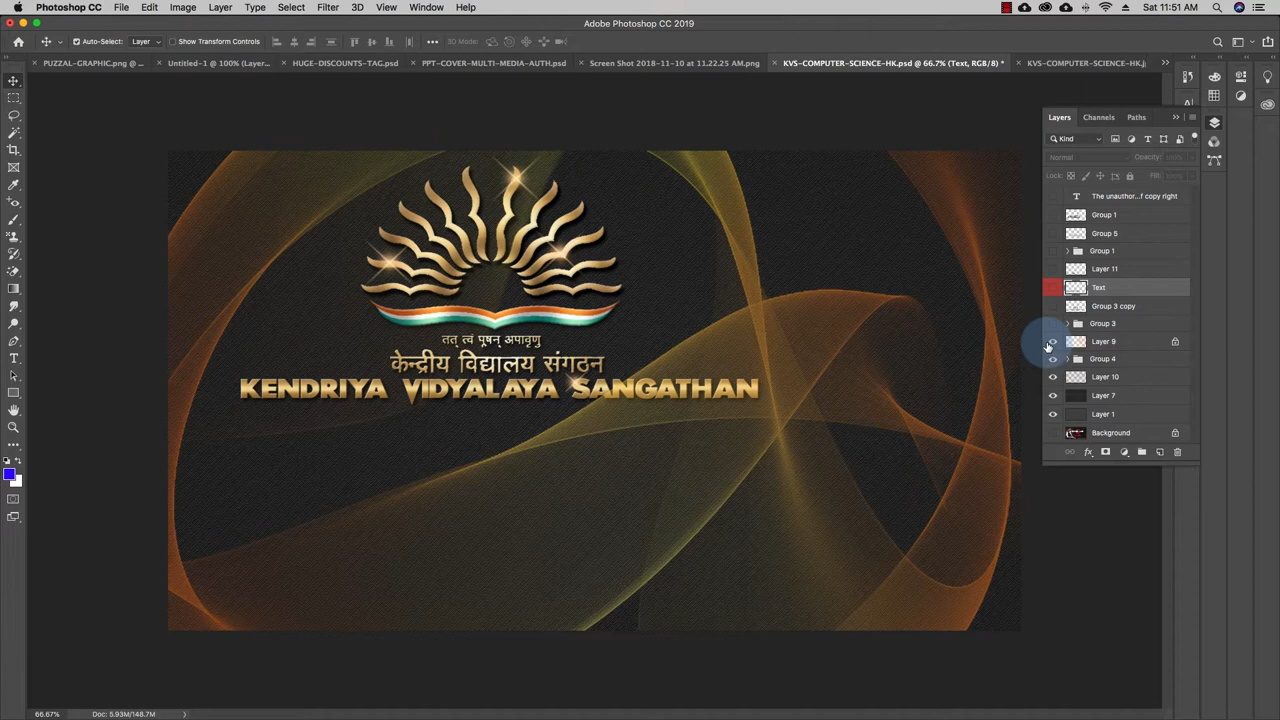 Photoshop CC File Edit Image Layer Type Select Filter 3D View Window Help Sat 11:51 AM
Adobe Photoshop CC 2019
Auto-Select: Layer Show Transform Controls 3D Mode:
PUZZAL-GRAPHIC.png @ ... Untitled-1 @ 100% (Layer... HUGE-DISCOUNTS-TAG.psd PPT-COVER-MULTI-MEDIA-AUTH.psd Screen Shot 2018-11-10 at 11.22.25 AM.png KVS-COMPUTER-SCIENCE-HK.psd @ 66.7% (Text, RGB/8) * KVS-COMPUTER-SCIENCE-HK.j
Layers Channels Paths
Kind
Normal Opacity: 100%
Lock: Fill: 100%
The unauthor...f copy right
Group 1
Group 5
Group 1
Layer 11
Text
Group 3 copy
Group 3
Layer 9
Group 4
Layer 10
Layer 7
Layer 1
Background
fx
तत् त्वं पूषन् अपावृणु
केन्द्रीय विद्यालय संगठन
KENDRIYA VIDYALAYA SANGATHAN
66.67% Doc: 5.93M/148.7M